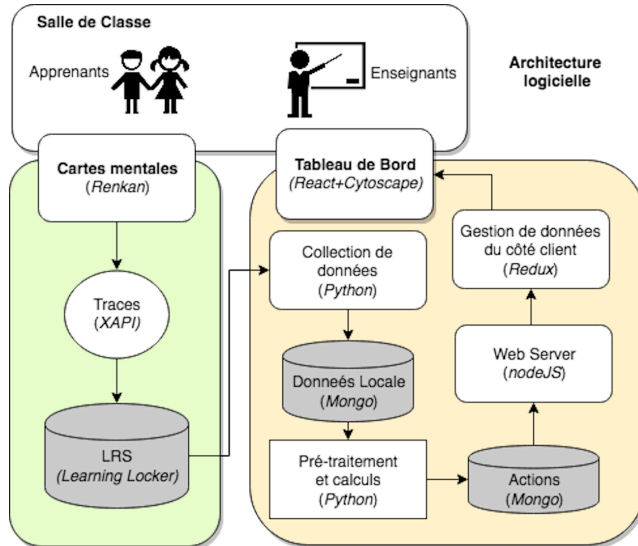 Salle de Classe
Apprenants
Enseignants
Architecture
logicielle
Cartes mentales
(Renkan)
Traces
(XAPI)
LRS
(Learning Locker)
Tableau de Bord
(React+Cytoscape)
Collection de
données
(Python)
Donneés Locale
(Mongo)
Pré-traitement
et calculs
(Python)
Actions
(Mongo)
Web Server
(nodeJS)
Gestion de données
du côté client
(Redux)